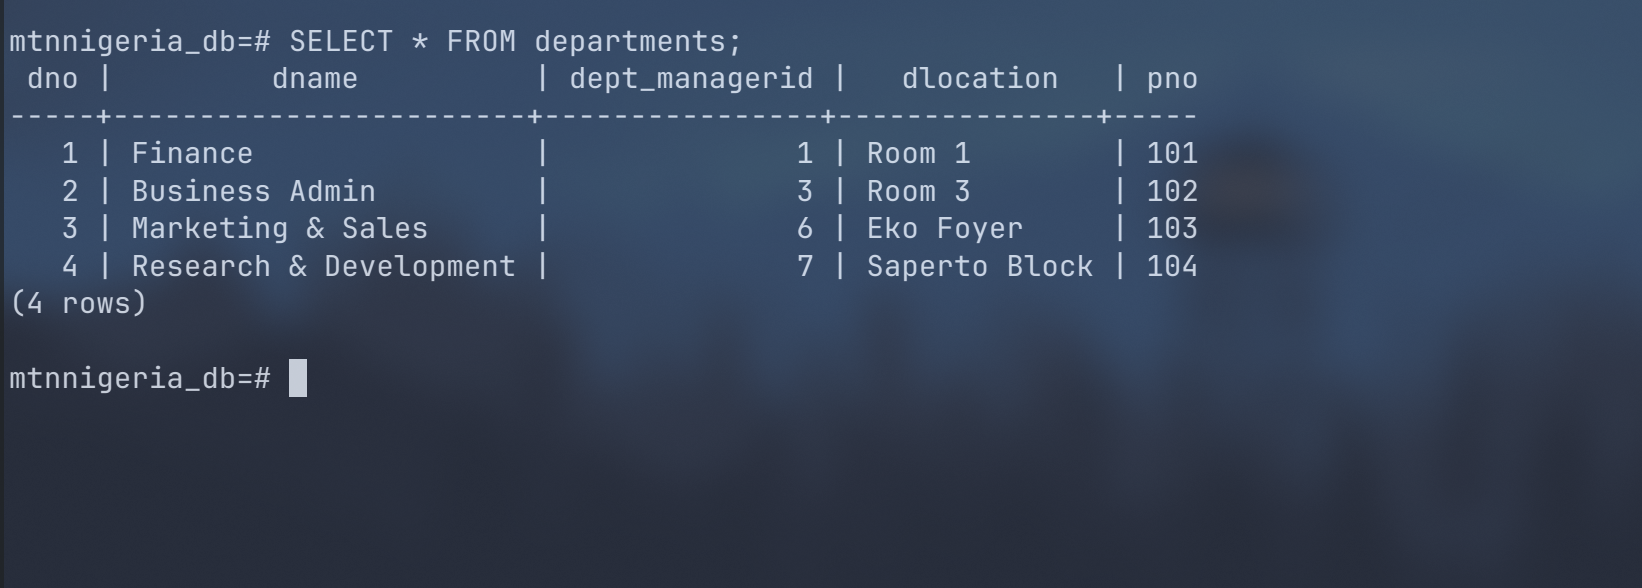 mtnnigeria_db=# SELECT * FROM departments;
 dno |         dname          | dept_managerid |   dlocation   | pno
-----+------------------------+----------------+---------------+-----
   1 | Finance                |              1 | Room 1        | 101
   2 | Business Admin         |              3 | Room 3        | 102
   3 | Marketing & Sales      |              6 | Eko Foyer     | 103
   4 | Research & Development |              7 | Saperto Block | 104
(4 rows)
mtnnigeria_db=#